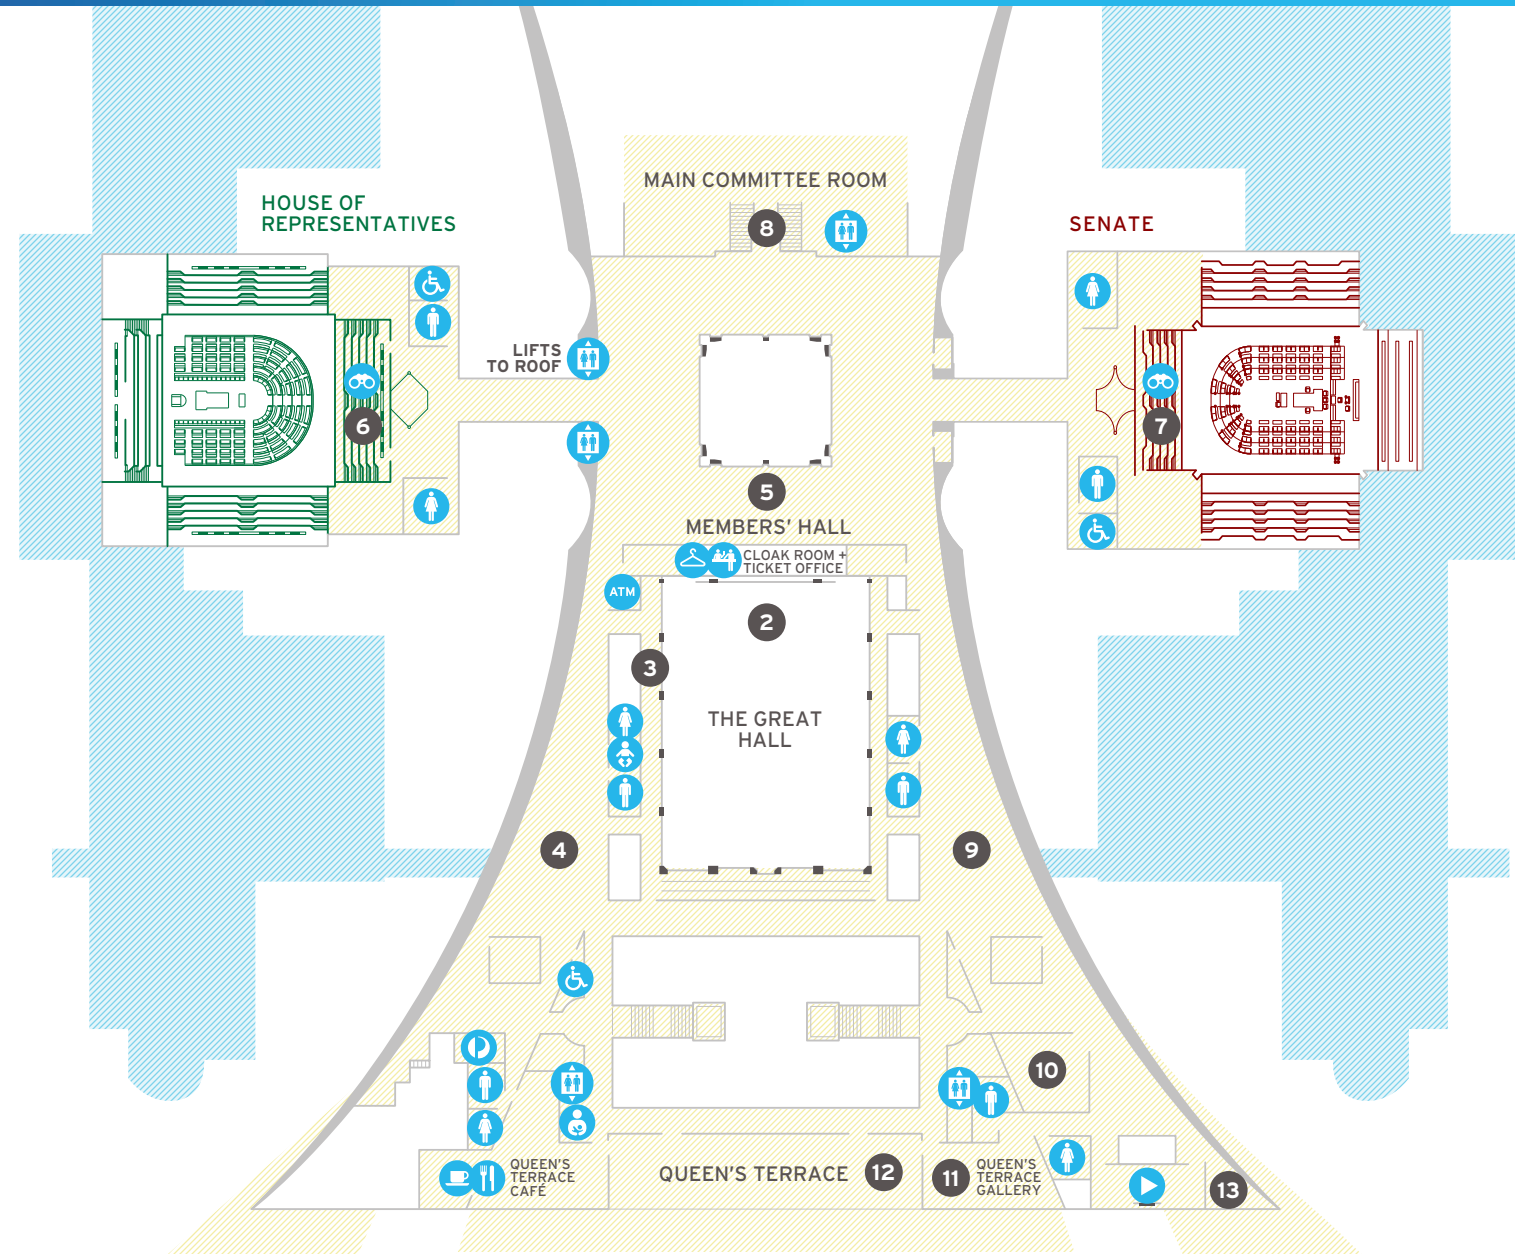 MAIN COMMITTEE ROOM
HOUSE OF
REPRESENTATIVES
SENATE
8
LIFTS
TO ROOF
6
7
5
MEMBERS' HALL
CLOAK ROOM +
TICKET OFFICE
ATM
2
3
THE GREAT
HALL
4
9
10
QUEEN'S
TERRACE
CAFÉ
QUEEN'S TERRACE
12
11
QUEEN'S
TERRACE
GALLERY
13